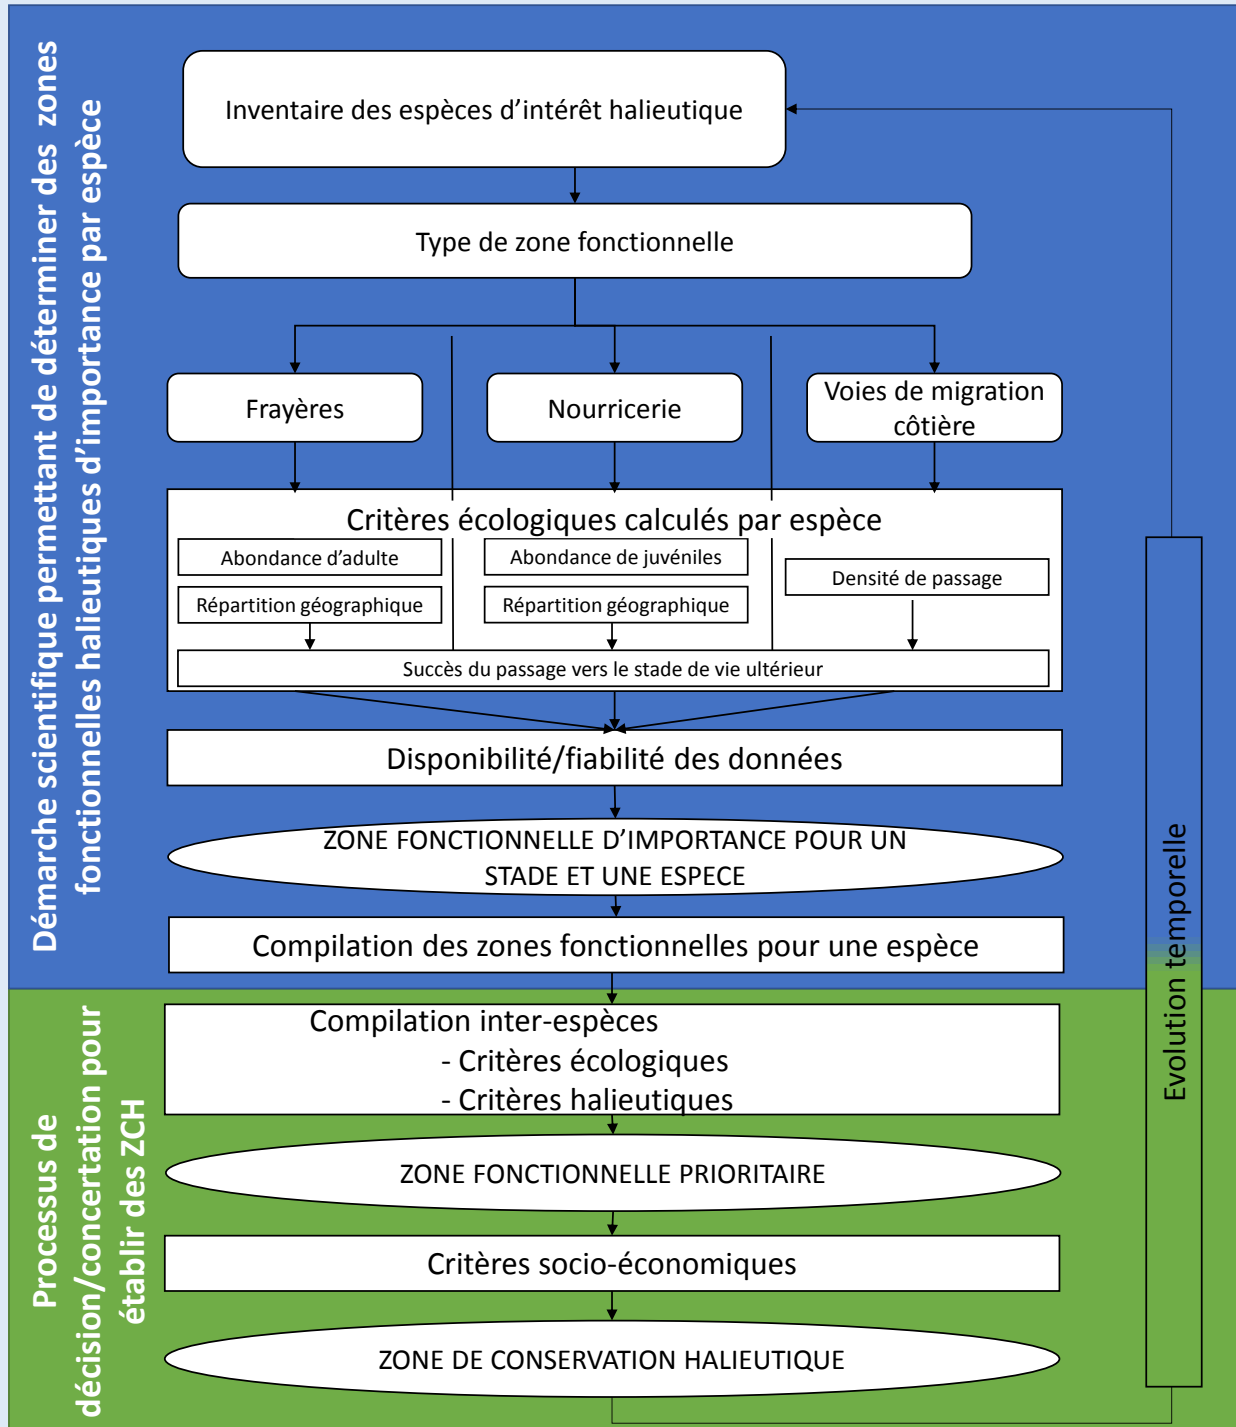 Démarche scientifique permettant de déterminer des zones
fonctionnelles halieutiques d'importance par espèce
Inventaire des espèces d'intérêt halieutique
Type de zone fonctionnelle
Frayères
Nourricerie
Voies de migration
côtière
Critères écologiques calculés par espèce
Abondance d'adulte
Abondance de juvéniles
Densité de passage
Répartition géographique
Répartition géographique
Succès du passage vers le stade de vie ultérieur
Disponibilité/fiabilité des données
ZONE FONCTIONNELLE D'IMPORTANCE POUR UN
STADE ET UNE ESPECE
Compilation des zones fonctionnelles pour une espèce
Evolution temporelle
Processus de
décision/concertation pour
établir des ZCH
Compilation inter-espèces
- Critères écologiques
- Critères halieutiques
ZONE FONCTIONNELLE PRIORITAIRE
Critères socio-économiques
ZONE DE CONSERVATION HALIEUTIQUE